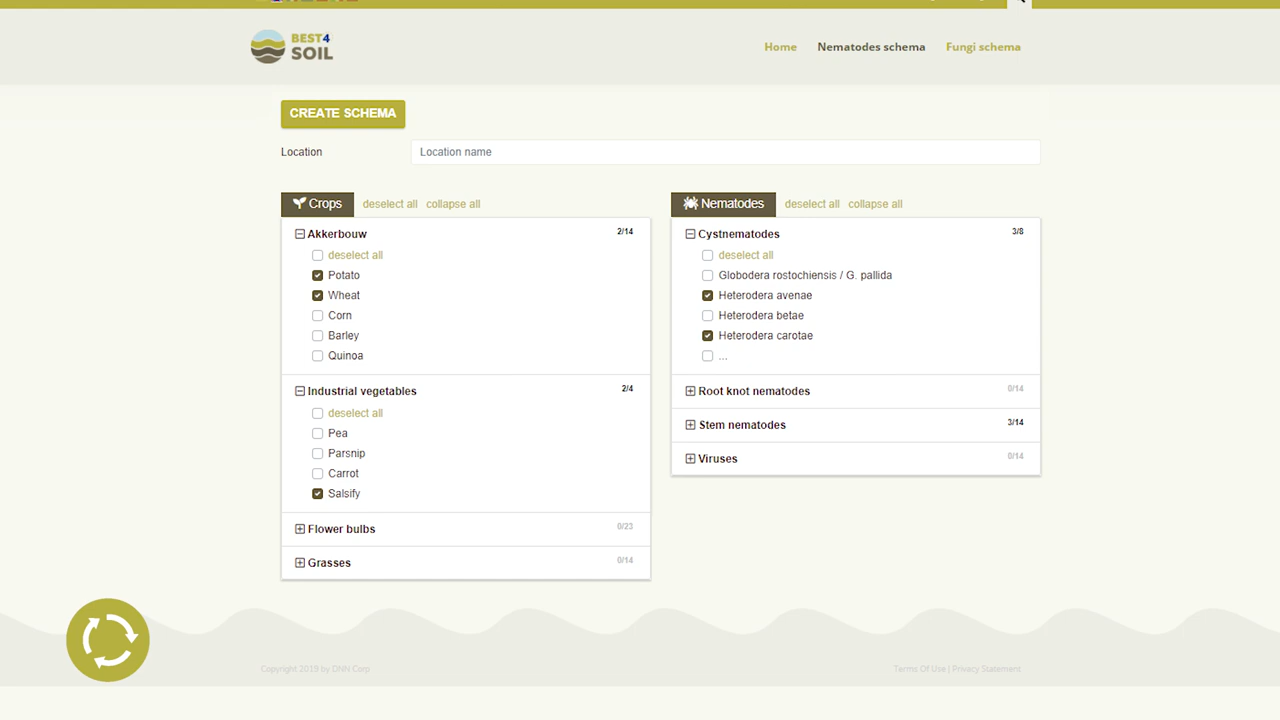 BEST4
SOIL
Home Nematodes schema Fungi schema
CREATE SCHEMA
Location Location name
Crops deselect all collapse all
Akkerbouw 2/14
deselect all
Potato
Wheat
Corn
Barley
Quinoa
Industrial vegetables 2/4
deselect all
Pea
Parsnip
Carrot
Salsify
Flower bulbs 0/23
Grasses 0/14
Nematodes deselect all collapse all
Cystnematodes 3/8
deselect all
Globodera rostochiensis / G. pallida
Heterodera avenae
Heterodera betae
Heterodera carotae
...
Root knot nematodes 0/14
Stem nematodes 3/14
Viruses 0/14
Copyright 2019 by DNN Corp Terms Of Use | Privacy Statement